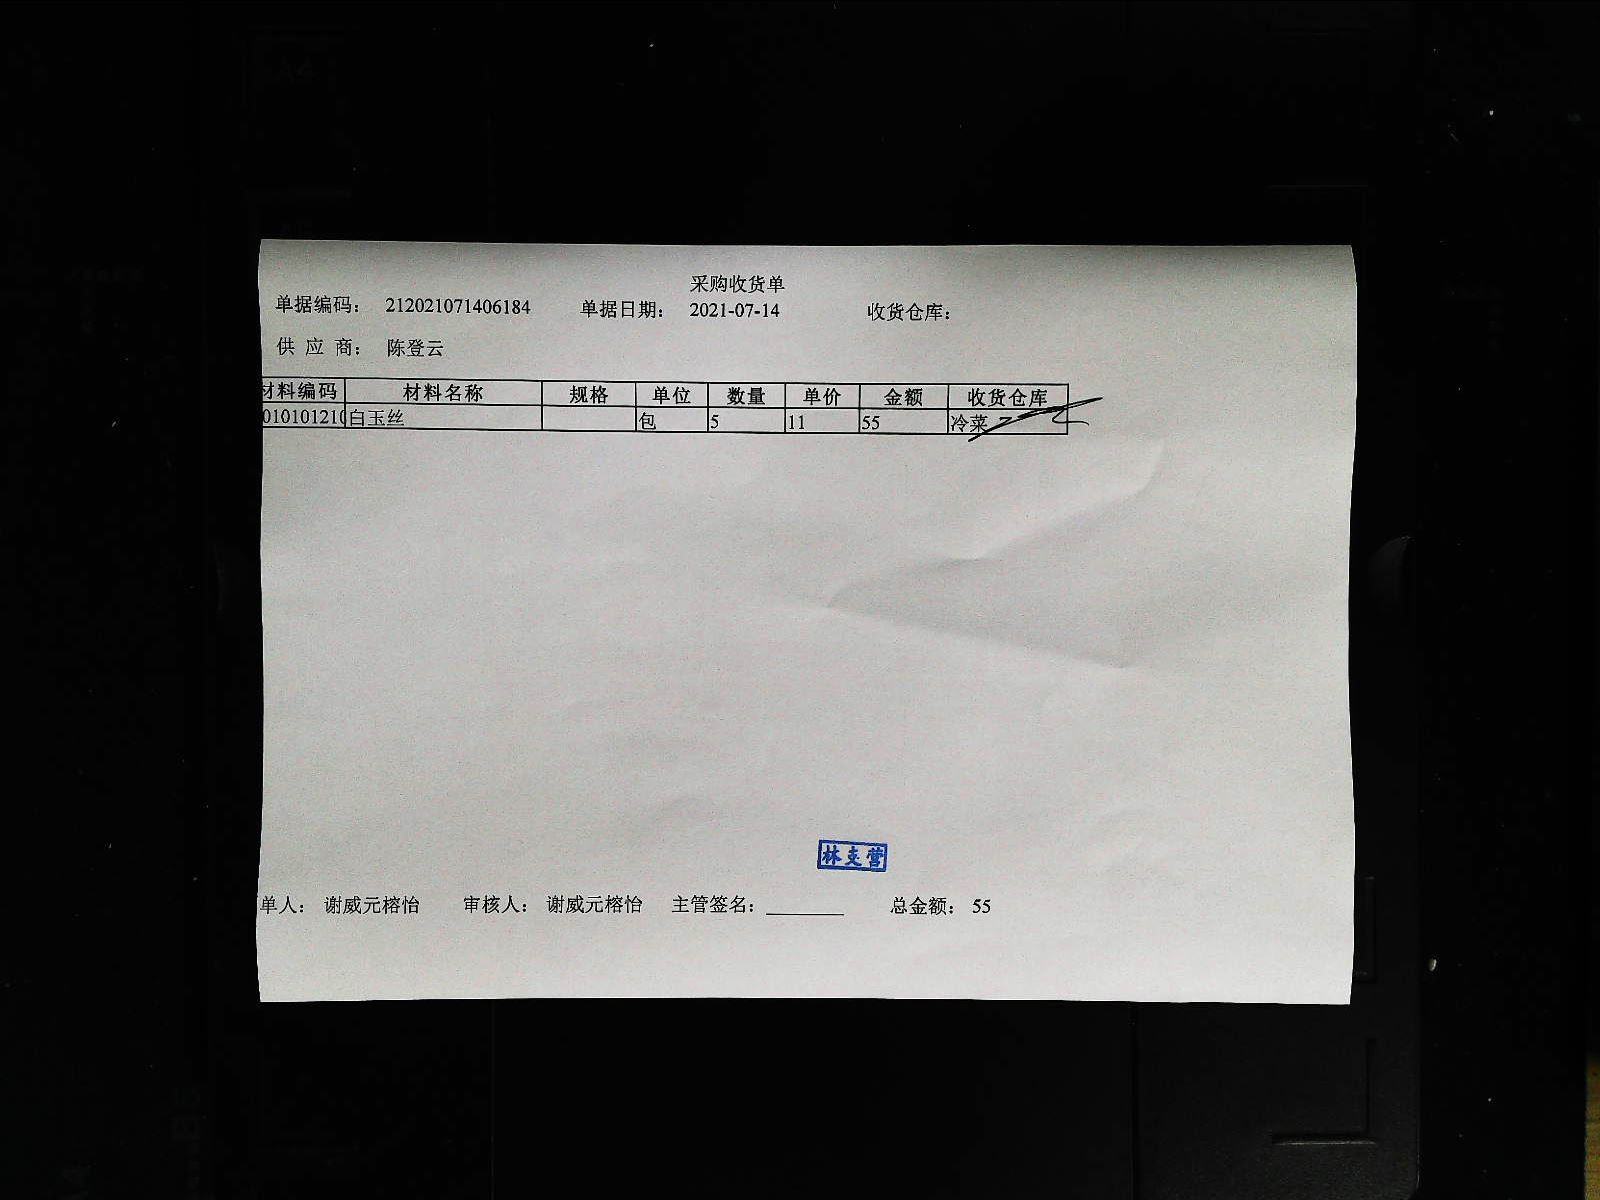 采购收货单
单据编码： 212021071406184 单据日期： 2021-07-14 收货仓库：
供 应 商： 陈登云
材料编码 材料名称 规格 单位 数量 单价 金额 收货仓库
010101210 白玉丝 包 5 11 55 冷菜
林支营
单人： 谢威元榕怡 审核人： 谢威元榕怡 主管签名： 总金额： 55